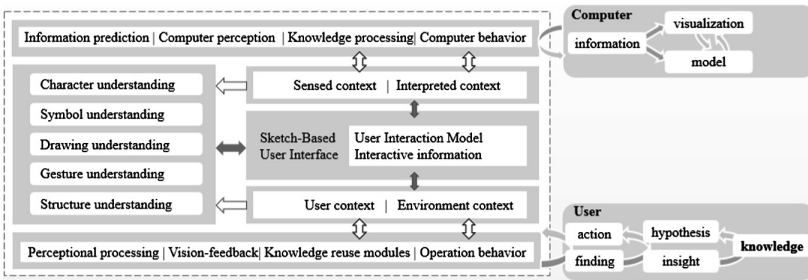 Information prediction | Computer perception | Knowledge processing| Computer behavior
Character understanding
Symbol understanding
Drawing understanding
Gesture understanding
Structure understanding
Sensed context | Interpreted context
Sketch-Based
User Interface
User Interaction Model
Interactive information
User context | Environment context
Perceptional processing | Vision-feedback| Knowledge reuse modules | Operation behavior
Computer
information
visualization
model
User
action
hypothesis
knowledge
finding
insight